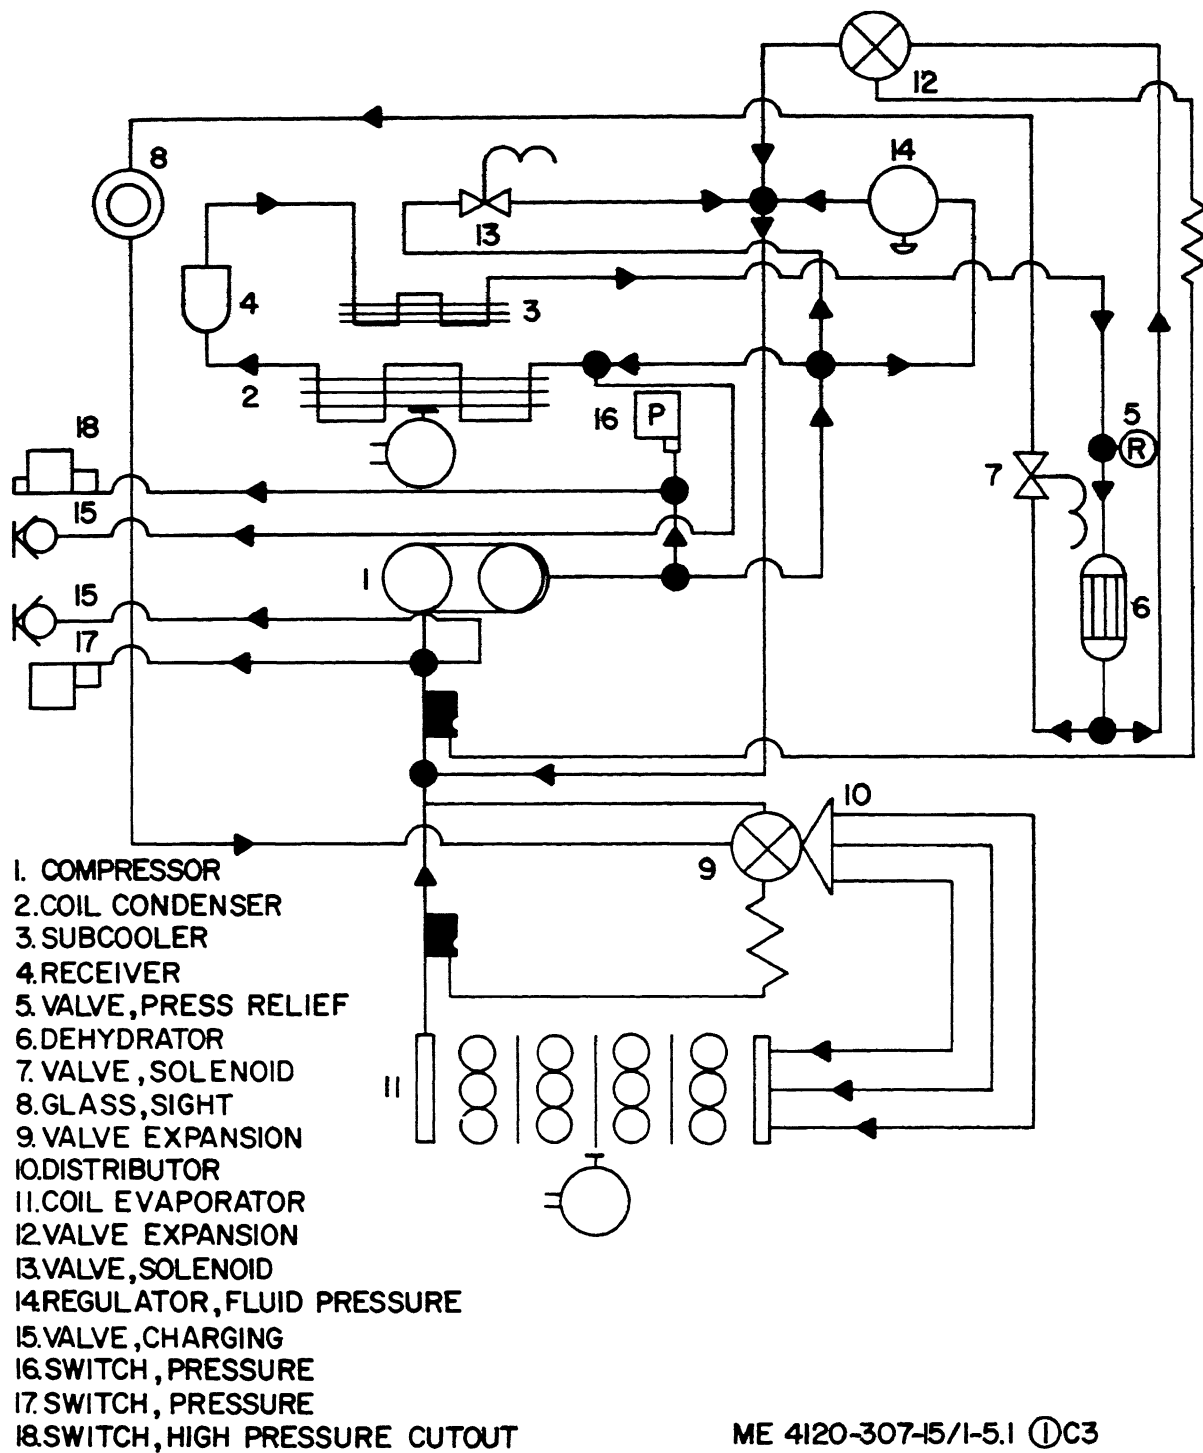 12
8
14
13
4
3
2
16
P
5
R
18
7
15
1
15
6
17
10
9
11
1. COMPRESSOR
2.COIL CONDENSER
3.SUBCOOLER
4.RECEIVER
5.VALVE,PRESS RELIEF
6.DEHYDRATOR
7.VALVE,SOLENOID
8.GLASS,SIGHT
9.VALVE EXPANSION
10.DISTRIBUTOR
11.COIL EVAPORATOR
12.VALVE EXPANSION
13.VALVE,SOLENOID
14.REGULATOR,FLUID PRESSURE
15.VALVE,CHARGING
16.SWITCH,PRESSURE
17.SWITCH,PRESSURE
18.SWITCH,HIGH PRESSURE CUTOUT
ME 4120-307-15/1-5.1 ①C3